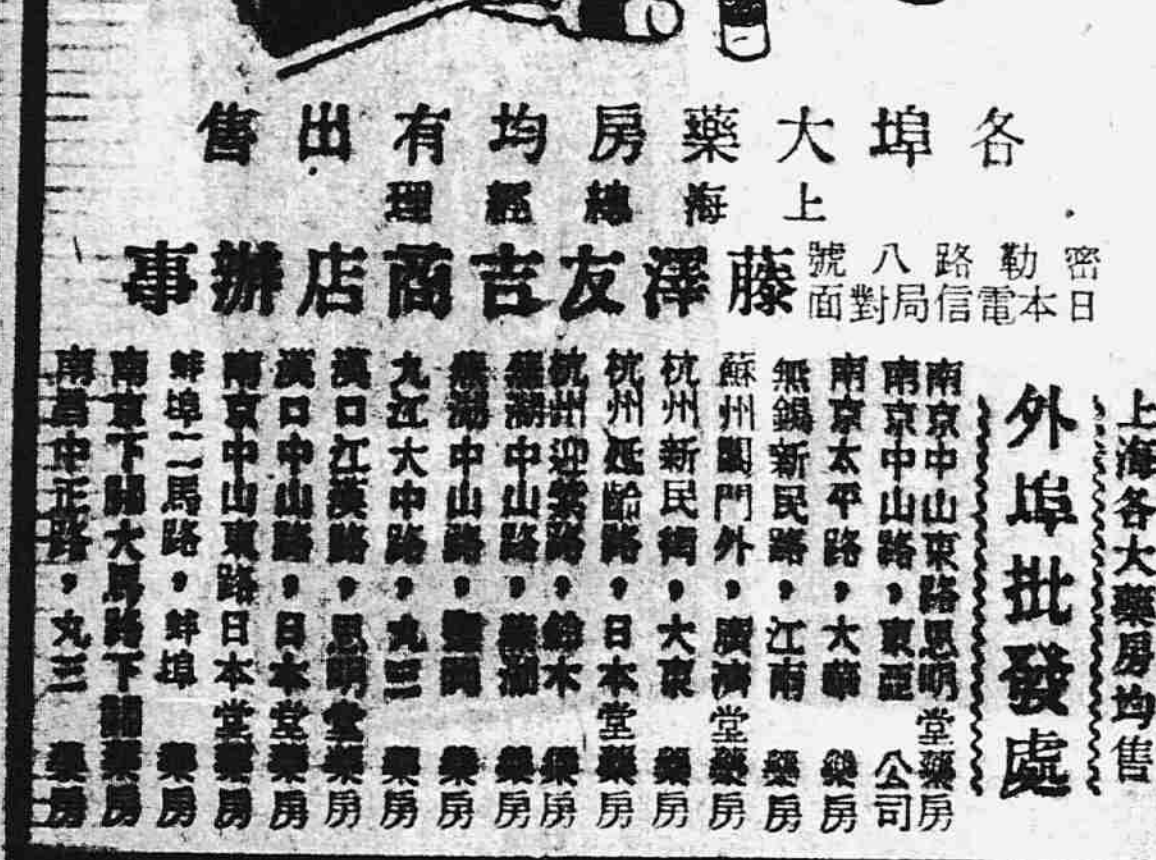 各埠大藥房均有出售
上海總經理
密勒路八號
日本電信局對面
藤澤友吉商店辦事
上海各大藥房均售
外埠批發處
南京中山東路思明堂藥房
南京中山路，東亞公司
南京太平路，大華藥房
無錫新民路，江南藥房
蘇州閶門外，廣濟堂藥房
杭州新民街，大東藥房
杭州延齡路，日本堂藥房
杭州迎紫路，鈴木藥房
蕪湖中山路，蕪湖藥房
蕪湖中山路，藥房
九江大中路，丸三藥房
漢口江漢路，思明堂藥房
漢口中山路，日本堂藥房
南京中山東路日本堂藥房
蚌埠二馬路，蚌埠藥房
南京下關大馬路下關藥房
南昌中正路，丸三藥房